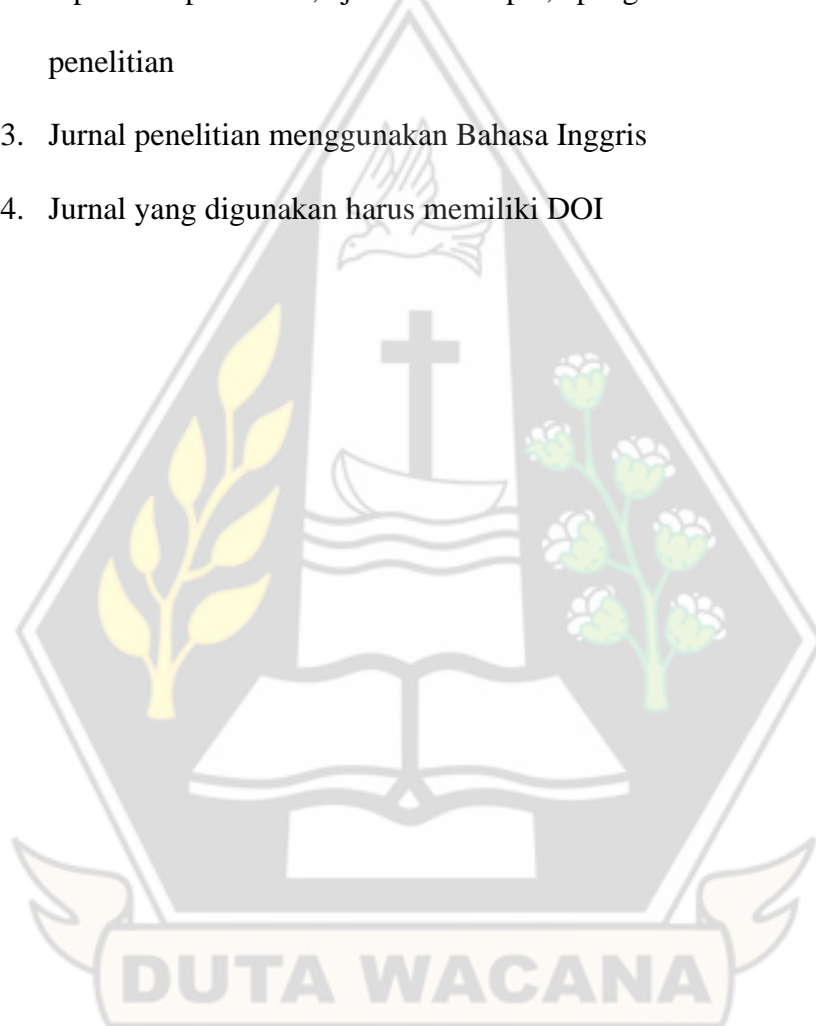 penelitian
3. Jurnal penelitian menggunakan Bahasa Inggris
4. Jurnal yang digunakan harus memiliki DOI
DUTA WACANA